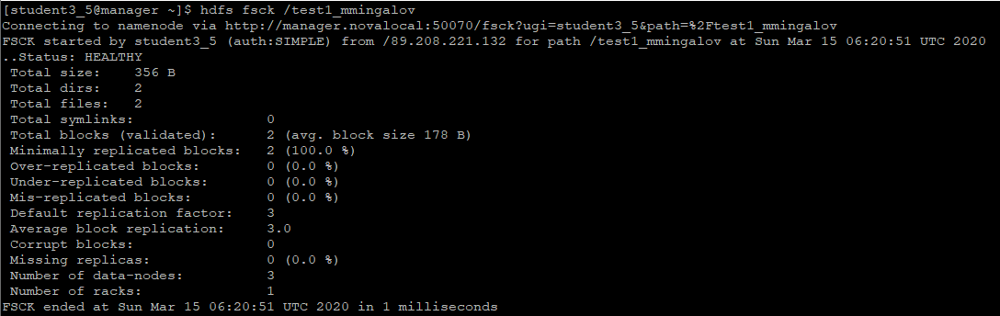 [student3_5@manager ~]$ hdfs fsck /test1_mmingalov
Connecting to namenode via http://manager.novalocal:50070/fsck?ugi=student3_5&path=%2Ftest1_mmingalov
FSCK started by student3_5 (auth:SIMPLE) from /89.208.221.132 for path /test1_mmingalov at Sun Mar 15 06:20:51 UTC 2020
..Status: HEALTHY
 Total size:    356 B
 Total dirs:    2
 Total files:   2
 Total symlinks:                0
 Total blocks (validated):      2 (avg. block size 178 B)
 Minimally replicated blocks:   2 (100.0 %)
 Over-replicated blocks:        0 (0.0 %)
 Under-replicated blocks:       0 (0.0 %)
 Mis-replicated blocks:         0 (0.0 %)
 Default replication factor:    3
 Average block replication:     3.0
 Corrupt blocks:                0
 Missing replicas:              0 (0.0 %)
 Number of data-nodes:          3
 Number of racks:               1
FSCK ended at Sun Mar 15 06:20:51 UTC 2020 in 1 milliseconds